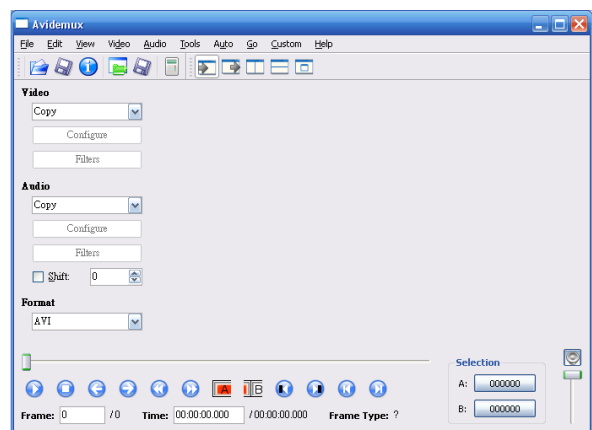 Avidemux
File Edit View Video Audio Tools Auto Go Custom Help
Video
Copy
Configure
Filters
Audio
Copy
Configure
Filters
Shift: 0
Format
AVI
Selection
A: 000000
B: 000000
A B
Frame: 0 / 0 Time: 00:00:00.000 / 00:00:00.000 Frame Type: ?